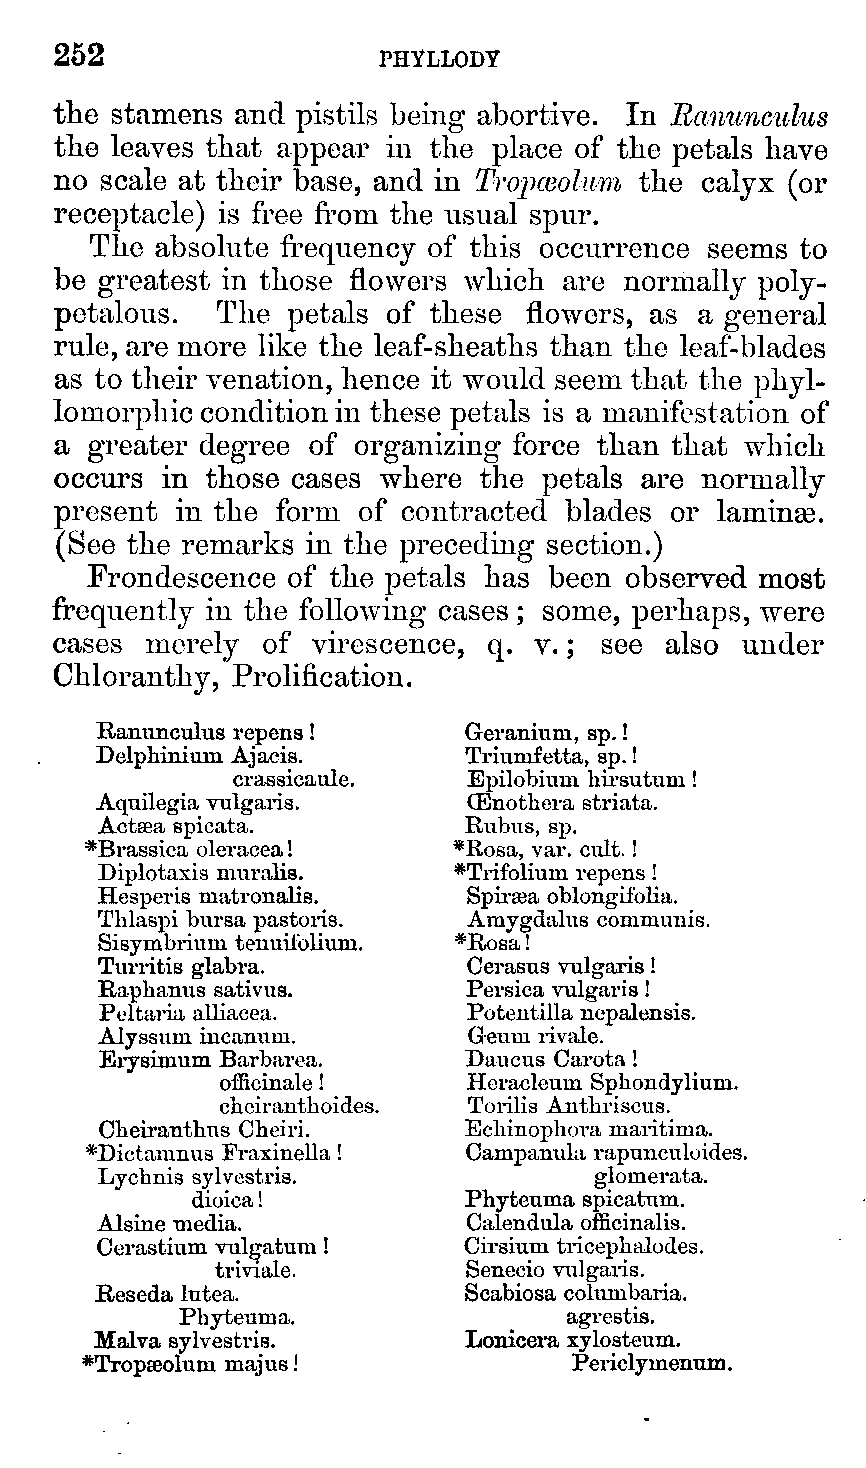 252 PHYLLODY
the stamens and pistils being abortive. In Ranunculus
the leaves that appear in the place of the petals have
no scale at their base, and in Tropæolum the calyx (or
receptacle) is free from the usual spur.
The absolute frequency of this occurrence seems to
be greatest in those flowers which are normally poly-
petalous. The petals of these flowers, as a general
rule, are more like the leaf-sheaths than the leaf-blades
as to their venation, hence it would seem that the phyl-
lomorphic condition in these petals is a manifestation of
a greater degree of organizing force than that which
occurs in those cases where the petals are normally
present in the form of contracted blades or laminæ.
(See the remarks in the preceding section.)
Frondescence of the petals has been observed most
frequently in the following cases; some, perhaps, were
cases merely of virescence, q. v.; see also under
Chloranthy, Prolification.
Ranunculus repens!
Delphinium Ajacis.
crassicaule.
Aquilegia vulgaris.
Actæa spicata.
*Brassica oleracea!
Diplotaxis muralis.
Hesperis matronalis.
Thlaspi bursa pastoris.
Sisymbrium tenuifolium.
Turritis glabra.
Raphanus sativus.
Peltaria alliacea.
Alyssum incanum.
Erysimum Barbarea.
officinale!
cheiranthoides.
Cheiranthus Cheiri.
*Dictamnus Fraxinella!
Lychnis sylvestris.
dioica!
Alsine media.
Cerastium vulgatum!
triviale.
Reseda lutea.
Phyteuma.
Malva sylvestris.
*Tropæolum majus!
Geranium, sp.!
Triumfetta, sp.!
Epilobium hirsutum!
Œnothera striata.
Rubus, sp.
*Rosa, var. cult.!
*Trifolium repens!
Spiræa oblongifolia.
Amygdalus communis.
*Rosa!
Cerasus vulgaris!
Persica vulgaris!
Potentilla nepalensis.
Geum rivale.
Daucus Carota!
Heracleum Sphondylium.
Torilis Anthriscus.
Echinophora maritima.
Campanula rapunculoides.
glomerata.
Phyteuma spicatum.
Calendula officinalis.
Cirsium tricephalodes.
Senecio vulgaris.
Scabiosa columbaria.
agrestis.
Lonicera xylosteum.
Periclymenum.